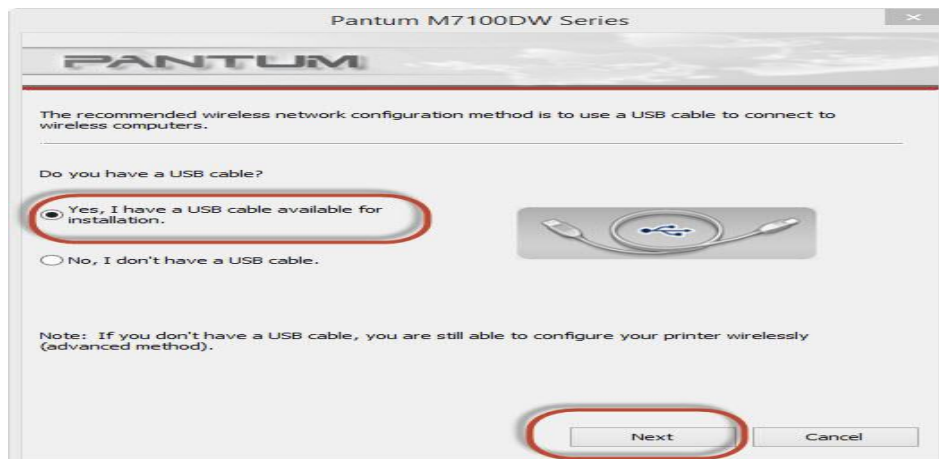 Pantum M7100DW Series
PANTUM
The recommended wireless network configuration method is to use a USB cable to connect to
wireless computers.
Do you have a USB cable?
Yes, I have a USB cable available for
installation.
No, I don't have a USB cable.
Note: If you don't have a USB cable, you are still able to configure your printer wirelessly
(advanced method).
Next Cancel